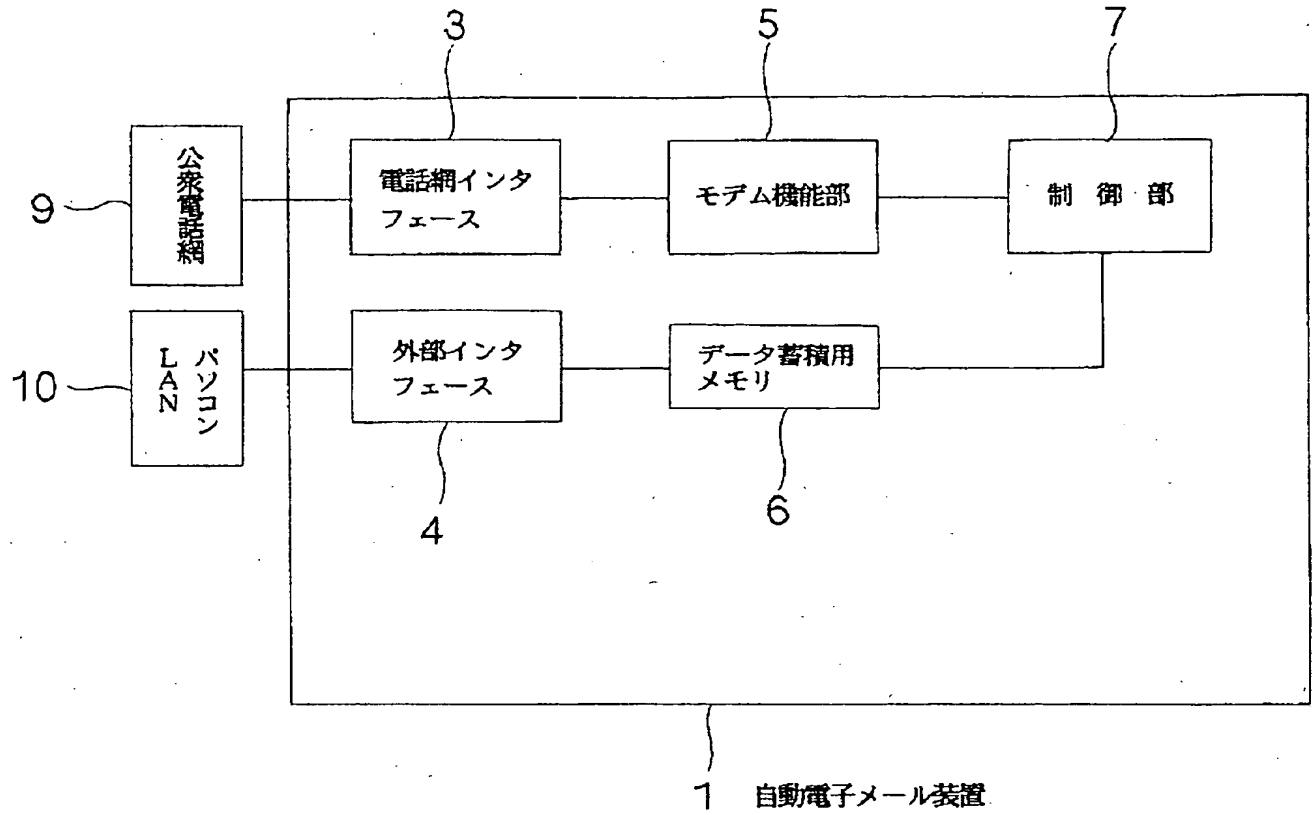 3
5
7
公衆電話網
電話網インタ
フェース
モデム機能部
制 御 部
9
パソコン
LAN
外部インタ
フェース
データ蓄積用
メモリ
10
4
6
1 自動電子メール装置